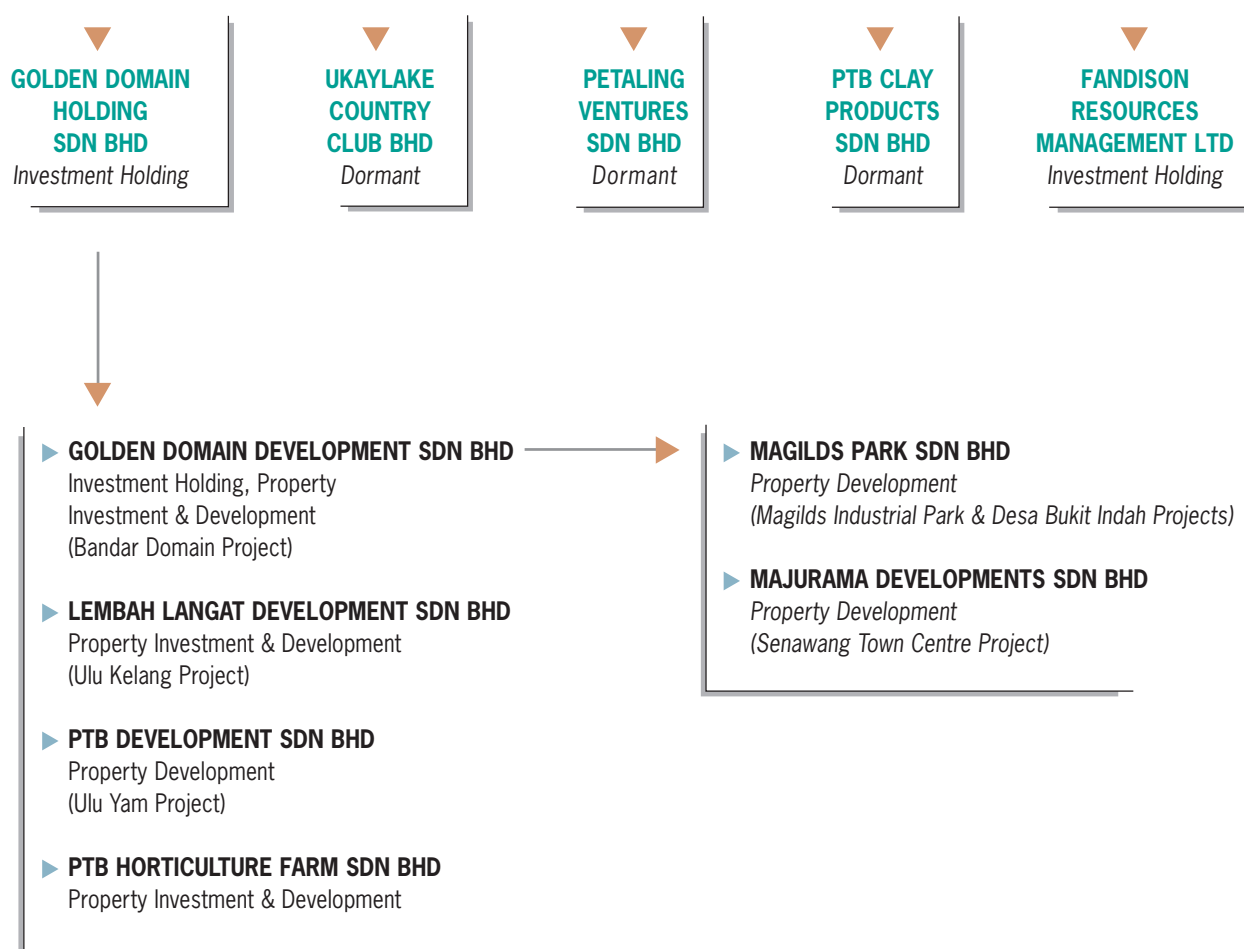 GOLDEN DOMAIN
HOLDING
SDN BHD
Investment Holding
UKAYLAKE
COUNTRY
CLUB BHD
Dormant
PETALING
VENTURES
SDN BHD
Dormant
PTB CLAY
PRODUCTS
SDN BHD
Dormant
FANDISON
RESOURCES
MANAGEMENT LTD
Investment Holding
GOLDEN DOMAIN DEVELOPMENT SDN BHD
Investment Holding, Property
Investment & Development
(Bandar Domain Project)
LEMBAH LANGAT DEVELOPMENT SDN BHD
Property Investment & Development
(Ulu Kelang Project)
PTB DEVELOPMENT SDN BHD
Property Development
(Ulu Yam Project)
PTB HORTICULTURE FARM SDN BHD
Property Investment & Development
MAGILDS PARK SDN BHD
Property Development
(Magilds Industrial Park & Desa Bukit Indah Projects)
MAJURAMA DEVELOPMENTS SDN BHD
Property Development
(Senawang Town Centre Project)